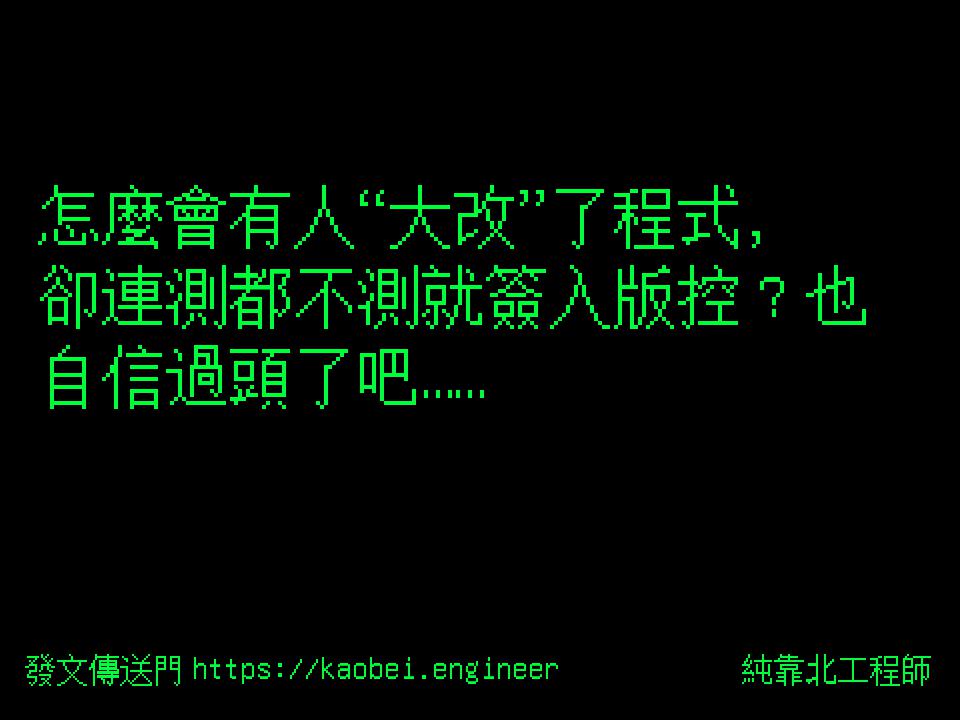 怎麼會有人“大改”了程式,
卻連測都不測就簽入版控？也
自信過頭了吧……
發文傳送門 https://kaobei.engineer
純靠北工程師